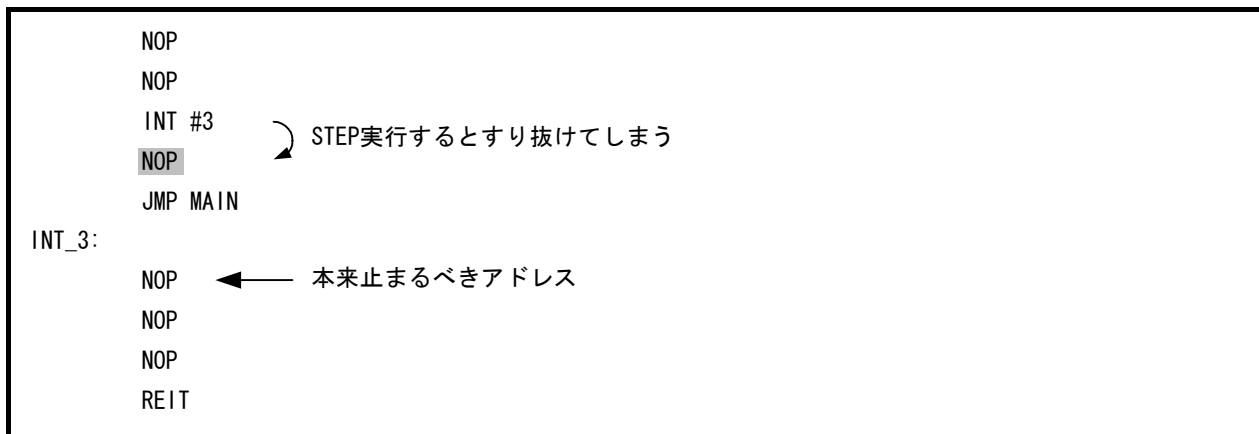 NOP
NOP
INT #3
STEP実行するとすり抜けてしまう
NOP
JMP MAIN
INT_3:
NOP 本来止まるべきアドレス
NOP
NOP
REIT